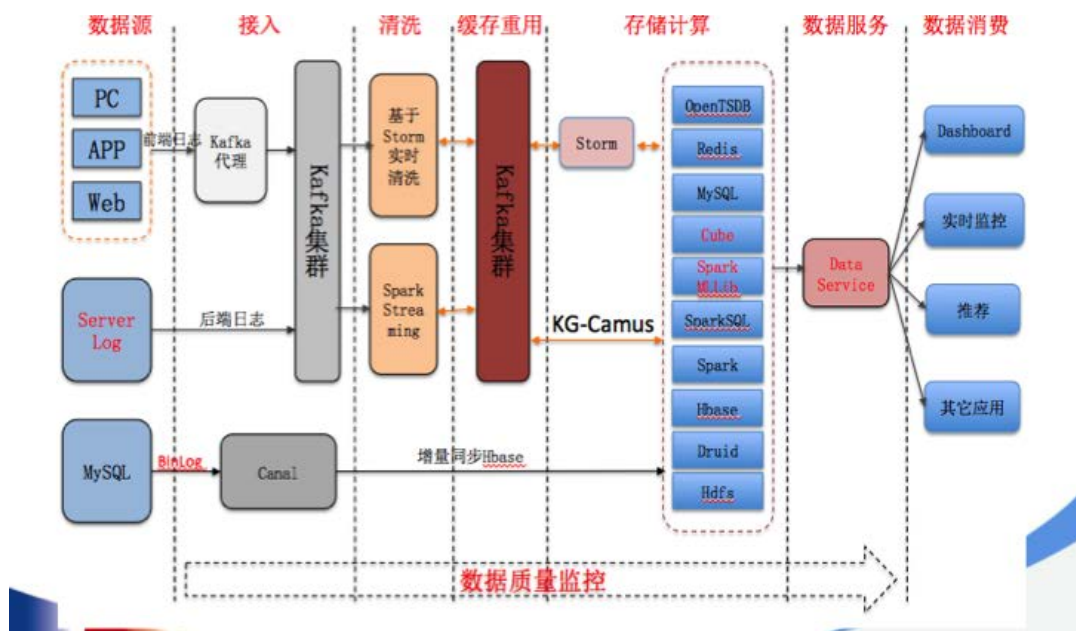 数据源
接入
清洗
缓存重用
存储计算
数据服务
数据消费
PC
APP
Web
前端日志
Kafka
代理
Kafka集群
基于
Storm
实时
清洗
Kafka集群
Storm
OpenTSDB
Redis
MySQL
Cube
Spark
MLLib
SparkSQL
Spark
Hbase
Druid
Hdfs
Data
Service
Dashboard
实时监控
推荐
其它应用
Server
Log
后端日志
Spark
Strea
ming
KG-Camus
MySQL
BinLog
Canal
增量同步Hbase
数据质量监控